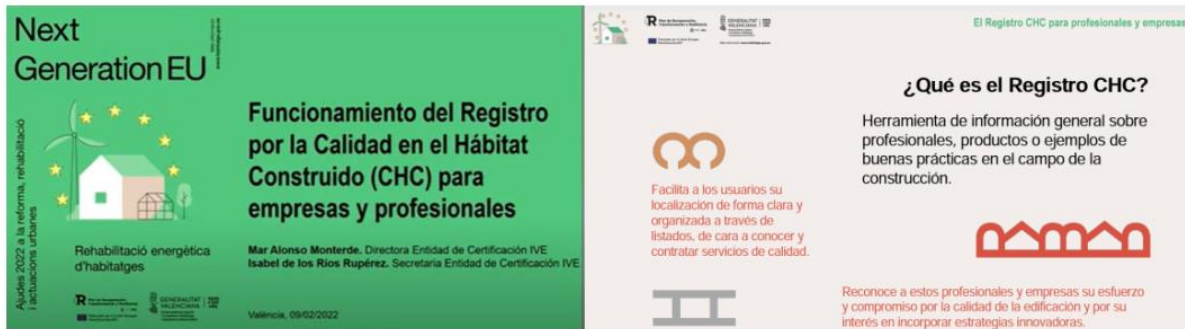 Next
Generation EU
Ajudes 2022 a la reforma, rehabilitació
i actuacions urbanes
Rehabilitació energètica
d'habitatges
Funcionamiento del Registro
por la Calidad en el Hábitat
Construido (CHC) para
empresas y profesionales
Mar Alonso Monterde. Directora Entidad de Certificación IVE
Isabel de los Ríos Rupérez. Secretaria Entidad de Certificación IVE
GENERALITAT
VALENCIANA
València, 09/02/2022
GENERALITAT
VALENCIANA
El Registro CHC para profesionales y empresas
¿Qué es el Registro CHC?
Herramienta de información general sobre
profesionales, productos o ejemplos de
buenas prácticas en el campo de la
construcción.
Facilita a los usuarios su
localización de forma clara y
organizada a través de
listados, de cara a conocer y
contratar servicios de calidad.
Reconoce a estos profesionales y empresas su esfuerzo
y compromiso por la calidad de la edificación y por su
interés en incorporar estrategias innovadoras.